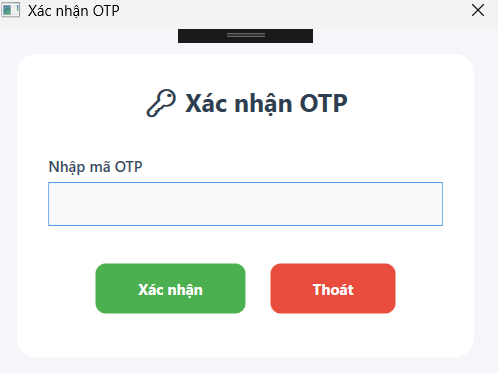 Xác nhận OTP
Xác nhận OTP
Nhập mã OTP
Xác nhận
Thoát